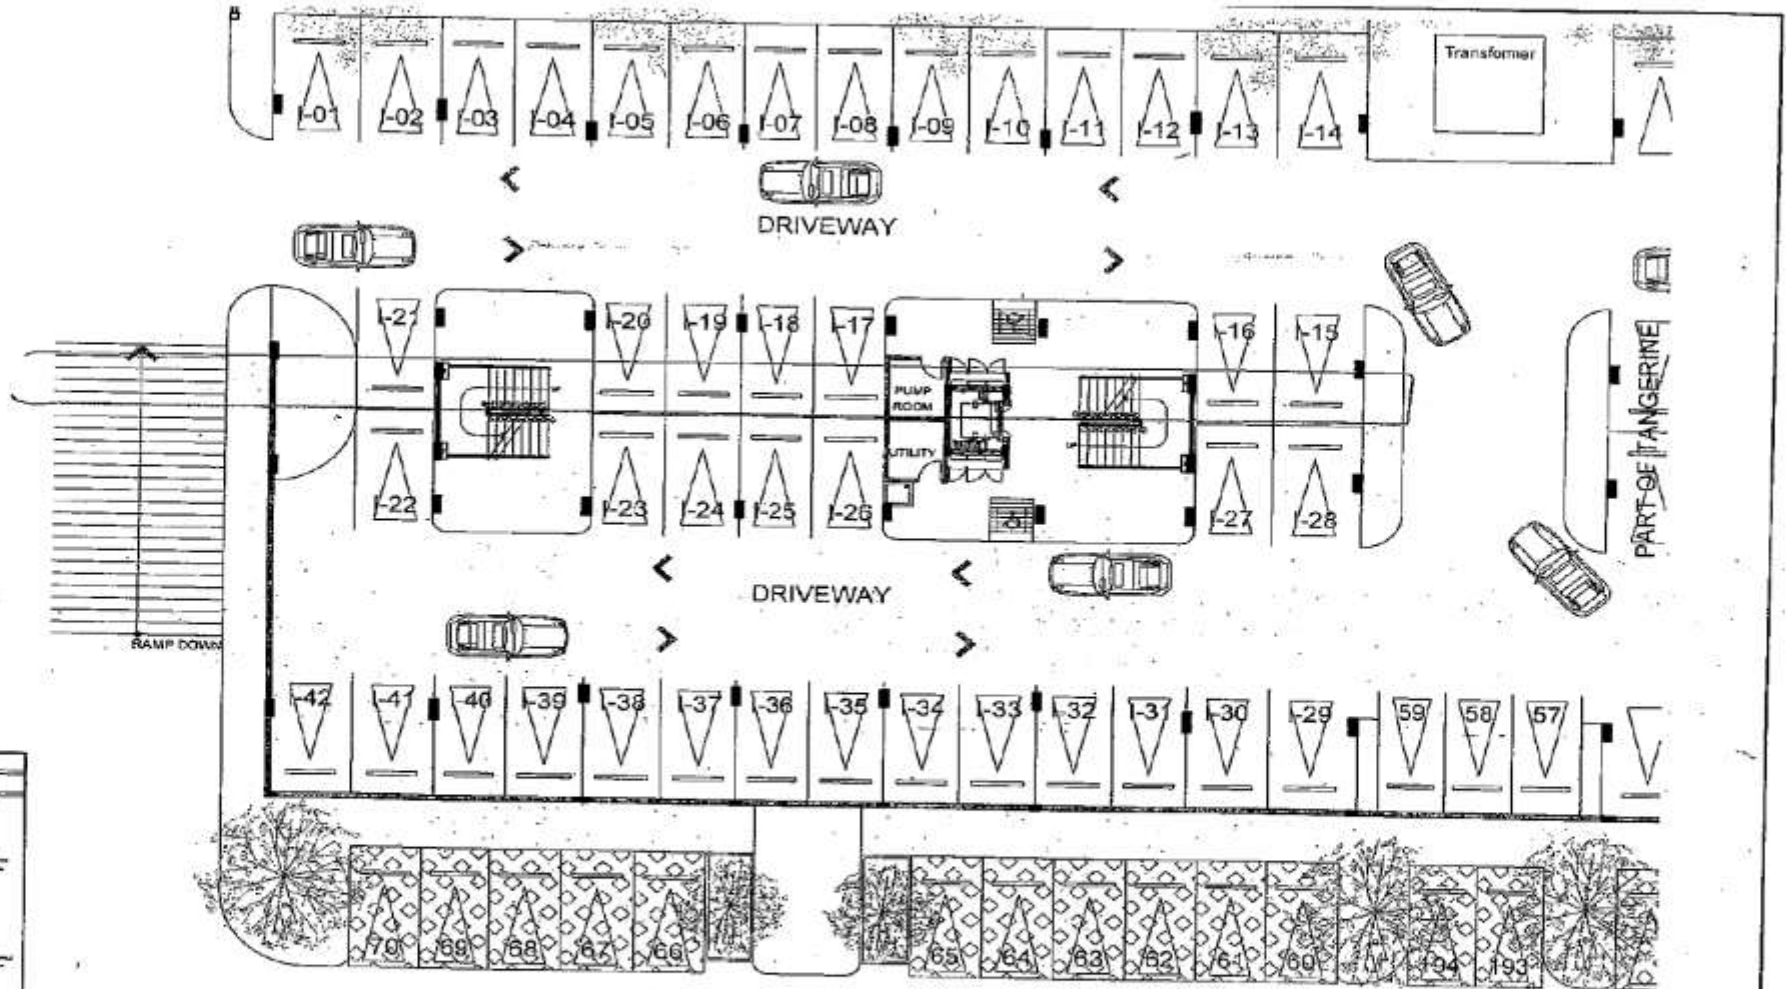 Transformer
I-01 I-02 I-03 I-04 I-05 I-06 I-07 I-08 I-09 I-10 I-11 I-12 I-13 I-14
DRIVEWAY
I-21 I-20 I-19 I-18 I-17 I-16 I-15
PUMP
ROOM
UTILITY
UP
PART OF TANGERINE
I-22 I-23 I-24 I-25 I-26 I-27 I-28
DRIVEWAY
RAMP DOWN
I-42 I-41 I-40 I-39 I-38 I-37 I-36 I-35 I-34 I-33 I-32 I-31 I-30 I-29 59 58 57
70 69 68 67 66 65 64 63 62 61 60 194 193